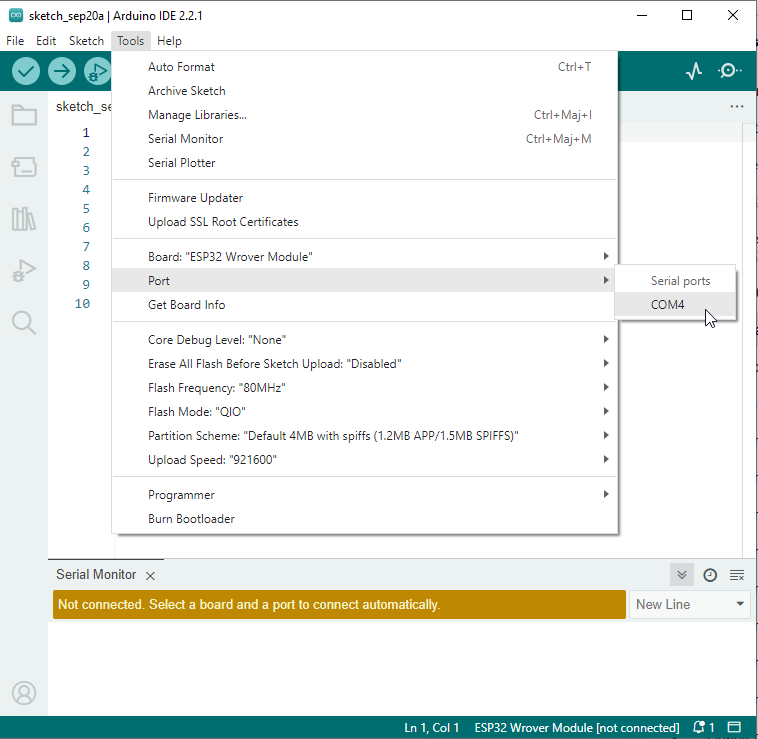 sketch_sep20a | Arduino IDE 2.2.1
File Edit Sketch Tools Help
Auto Format Ctrl+T
sketch_se
Archive Sketch
Manage Libraries... Ctrl+Maj+I
Serial Monitor Ctrl+Maj+M
Serial Plotter
Firmware Updater
Upload SSL Root Certificates
Board: "ESP32 Wrover Module"
Port
Serial ports
COM4
Get Board Info
Core Debug Level: "None"
Erase All Flash Before Sketch Upload: "Disabled"
Flash Frequency: "80MHz"
Flash Mode: "QIO"
Partition Scheme: "Default 4MB with spiffs (1.2MB APP/1.5MB SPIFFS)"
Upload Speed: "921600"
Programmer
Burn Bootloader
1
2
3
4
5
6
7
8
9
10
Serial Monitor
Not connected. Select a board and a port to connect automatically.
New Line
Ln 1, Col 1 ESP32 Wrover Module [not connected] 1